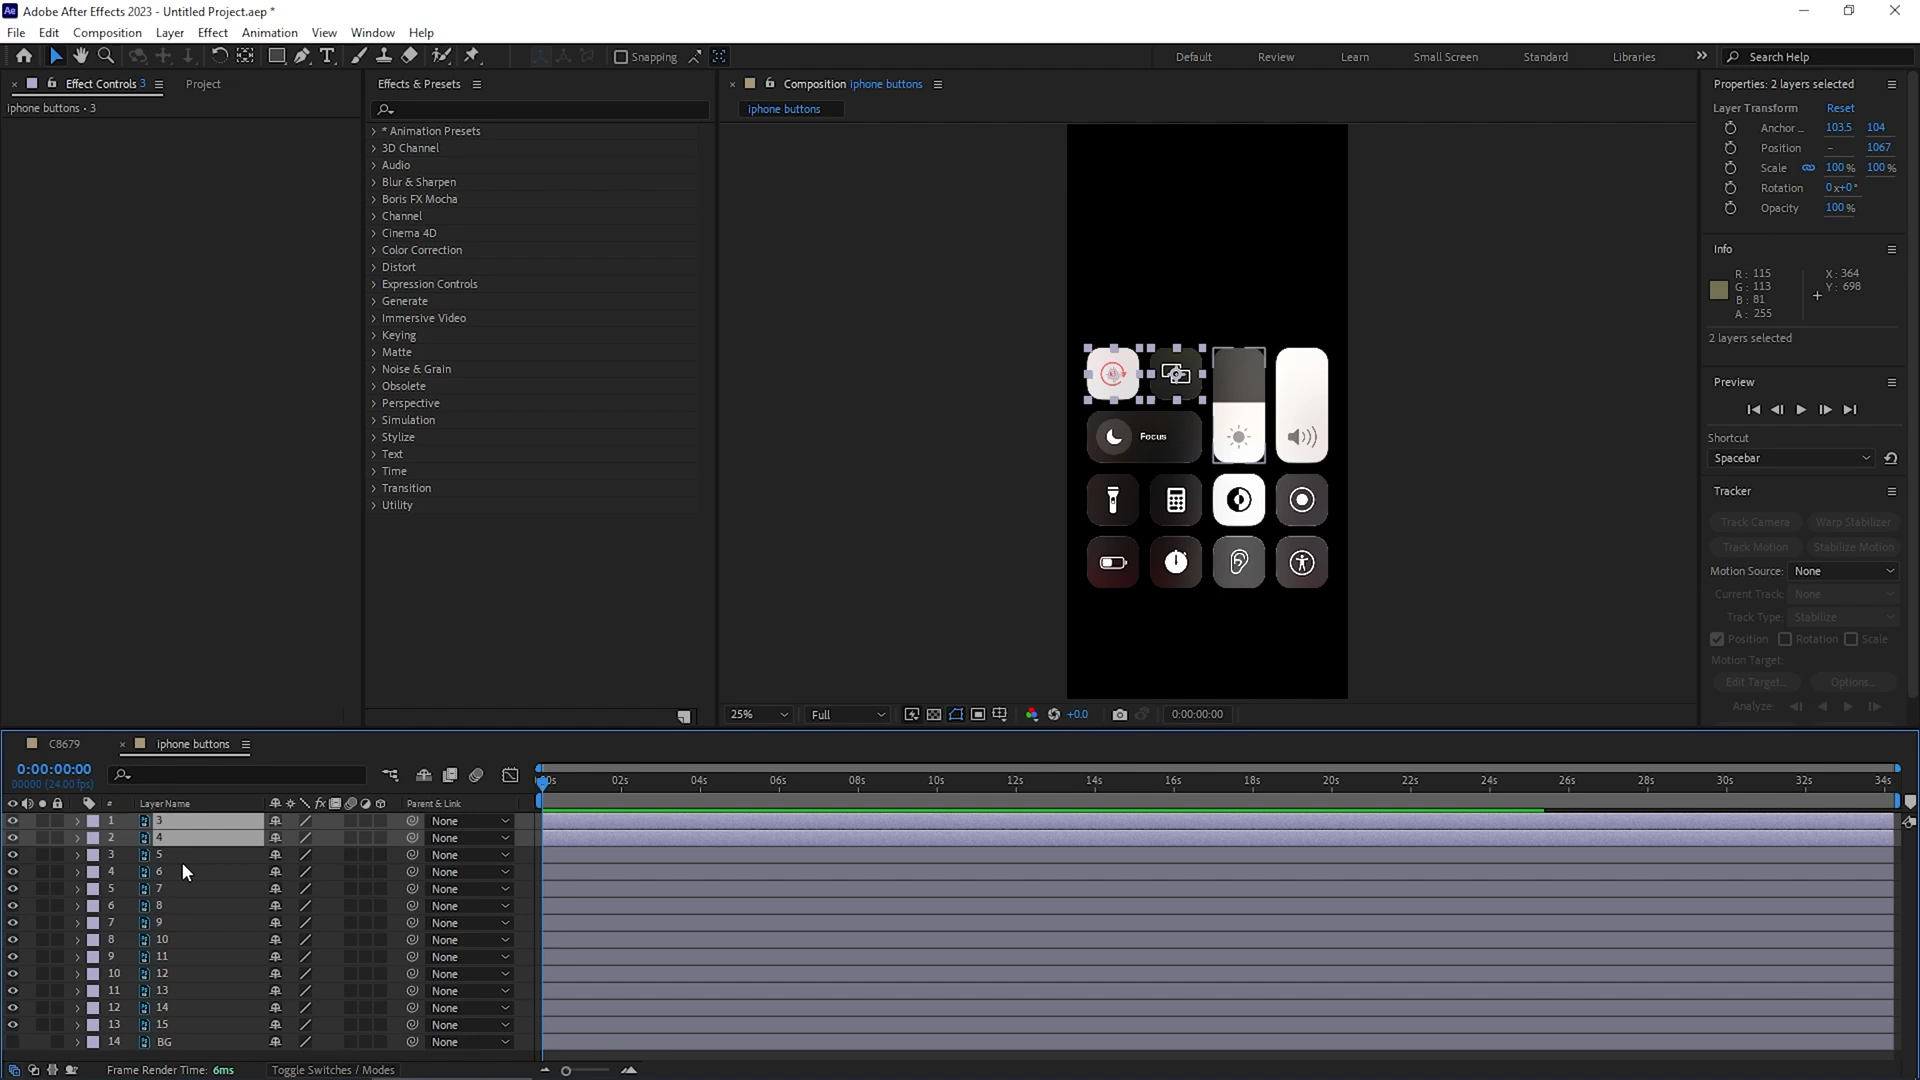 Ae Adobe After Effects 2023 - Untitled Project.aep *
File Edit Composition Layer Effect Animation View Window Help
Snapping
Default Review Learn Small Screen Standard Libraries Search Help
Effect Controls 3 Project
iphone buttons • 3
Effects & Presets
* Animation Presets
3D Channel
Audio
Blur & Sharpen
Boris FX Mocha
Channel
Cinema 4D
Color Correction
Distort
Expression Controls
Generate
Immersive Video
Keying
Matte
Noise & Grain
Obsolete
Perspective
Simulation
Stylize
Text
Time
Transition
Utility
Composition iphone buttons
iphone buttons
Focus
25% Full +0.0 0:00:00:00
Properties: 2 layers selected
Layer Transform Reset
Anchor ... 103.5 104
Position – 1067
Scale 100 % 100 %
Rotation 0x+0°
Opacity 100 %
Info
R : 115 X : 364
G : 113 Y : 698
B : 81
A : 255
2 layers selected
Preview
Shortcut
Spacebar
Tracker
Track Camera Warp Stabilizer
Track Motion Stabilize Motion
Motion Source: None
Current Track: None
Track Type: Stabilize
Position Rotation Scale
Motion Target:
Edit Target... Options...
Analyze:
C8679 iphone buttons
0:00:00:00
00000 (24.00 fps)
# Layer Name fx Parent & Link
:00s 02s 04s 06s 08s 10s 12s 14s 16s 18s 20s 22s 24s 26s 28s 30s 32s 34s
1 3 None
2 4 None
3 5 None
4 6 None
5 7 None
6 8 None
7 9 None
8 10 None
9 11 None
10 12 None
11 13 None
12 14 None
13 15 None
14 BG None
Frame Render Time: 6ms Toggle Switches / Modes